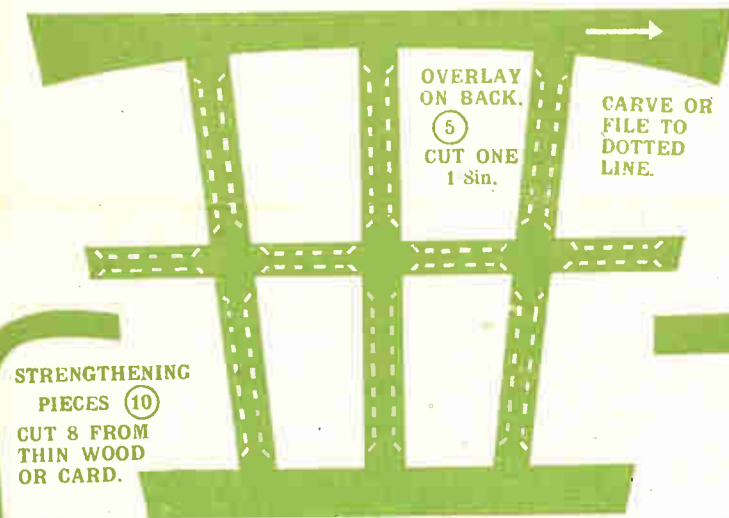 OVERLAY
ON BACK.
5
CUT ONE
1 8in.
CARVE OR
FILE TO
DOTTED
LINE.
STRENGTHENING
PIECES 10
CUT 8 FROM
THIN WOOD
OR CARD.